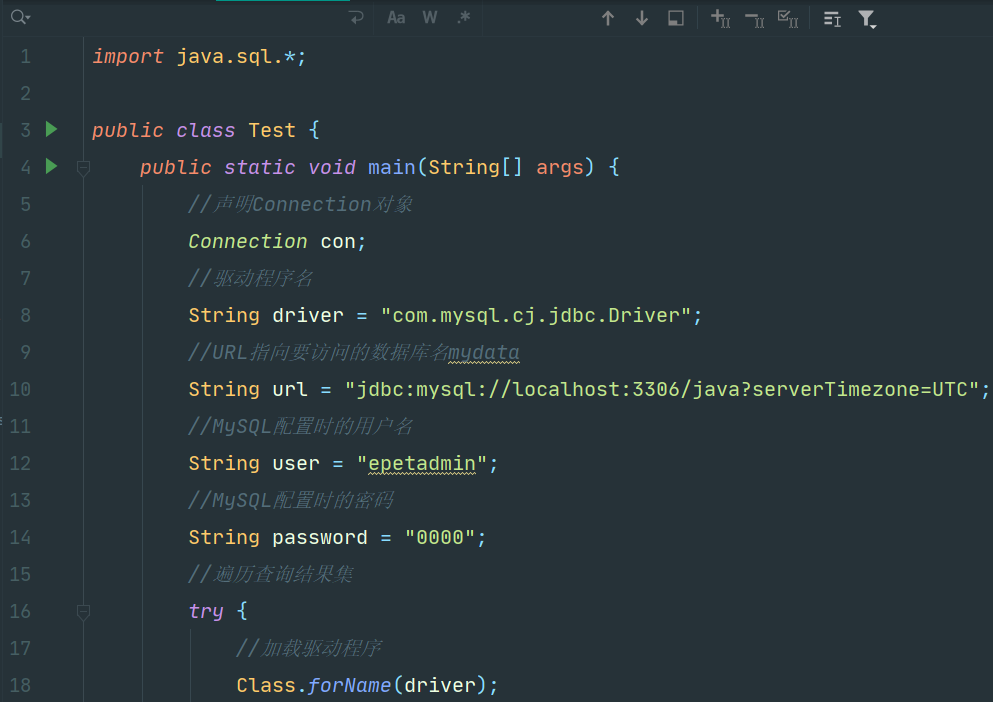 Aa W .*
1 import java.sql.*;
2
3 public class Test {
4 public static void main(String[] args) {
5 //声明Connection对象
6 Connection con;
7 //驱动程序名
8 String driver = "com.mysql.cj.jdbc.Driver";
9 //URL指向要访问的数据库名mydata
10 String url = "jdbc:mysql://localhost:3306/java?serverTimezone=UTC";
11 //MySQL配置时的用户名
12 String user = "epetadmin";
13 //MySQL配置时的密码
14 String password = "0000";
15 //遍历查询结果集
16 try {
17 //加载驱动程序
18 Class.forName(driver);